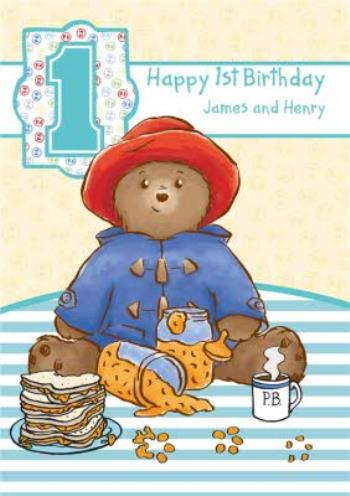 1
Happy 1st Birthday
James and Henry
P.B.